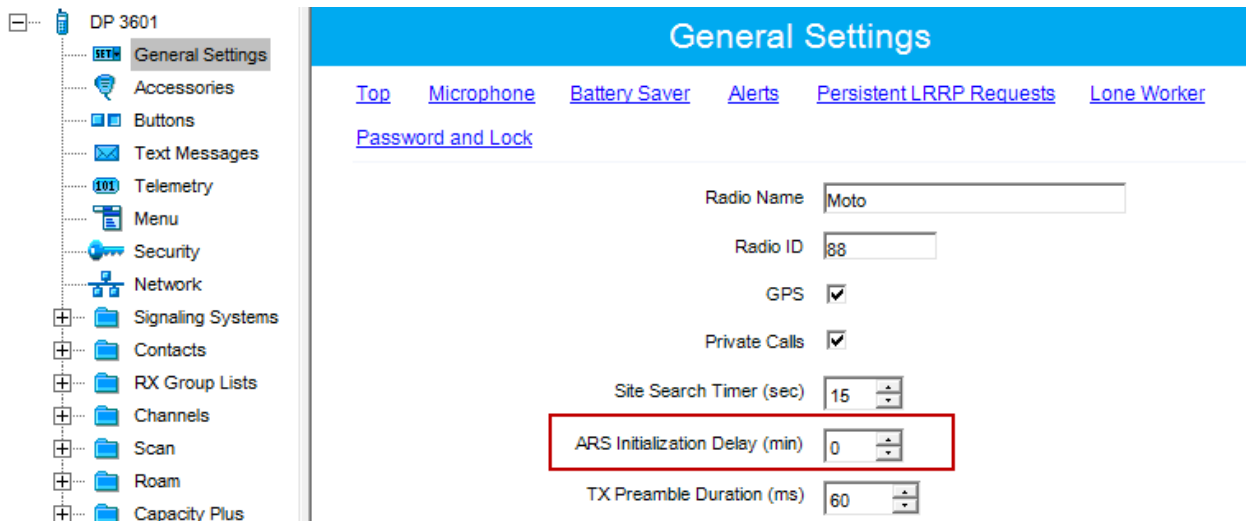 DP 3601
SET
General Settings
Accessories
Buttons
Text Messages
101
Telemetry
Menu
Security
Network
Signaling Systems
Contacts
RX Group Lists
Channels
Scan
Roam
Capacity Plus
General Settings
Top Microphone Battery Saver Alerts Persistent LRRP Requests Lone Worker
Password and Lock
Radio Name Moto
Radio ID 88
GPS
Private Calls
Site Search Timer (sec) 15
ARS Initialization Delay (min) 0
TX Preamble Duration (ms) 60